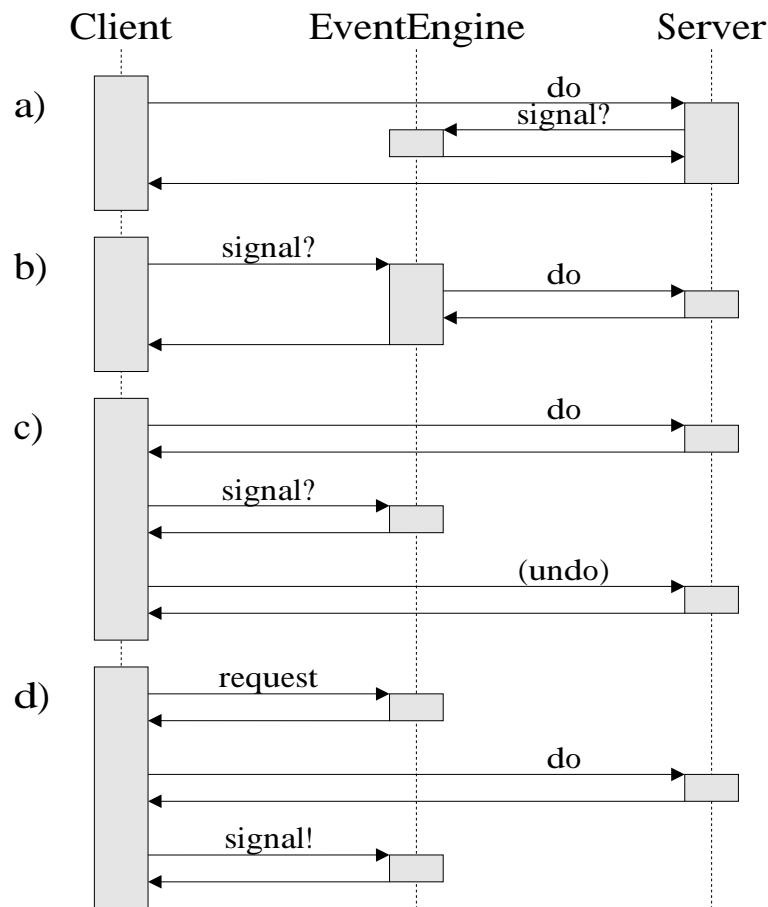 Client EventEngine Server
a)
do
signal?
b)
signal?
do
c)
do
signal?
(undo)
d)
request
do
signal!